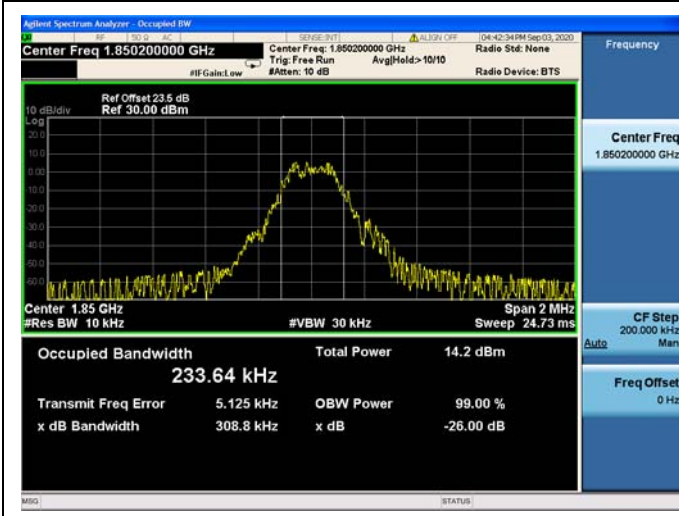 Agilent Spectrum Analyzer - Occupied BW
RF 50 Ω AC SENSE:INT ALIGN OFF 04:42:34 PM Sep 03, 2020
Center Freq 1.850200000 GHz Center Freq: 1.850200000 GHz Radio Std: None Frequency
Trig: Free Run Avg|Hold:>10/10
#IFGain:Low #Atten: 10 dB Radio Device: BTS
Ref Offset 23.5 dB
10 dB/div Ref 30.00 dBm
Log
20.0
10.0
0.00
-10.0
-20.0
-30.0
-40.0
-50.0
-60.0
Center Freq
1.850200000 GHz
Center 1.85 GHz Span 2 MHz
#Res BW 10 kHz #VBW 30 kHz Sweep 24.73 ms
CF Step
200.000 kHz
Auto Man
Occupied Bandwidth Total Power 14.2 dBm
233.64 kHz
Freq Offset
0 Hz
Transmit Freq Error 5.125 kHz OBW Power 99.00 %
x dB Bandwidth 308.8 kHz x dB -26.00 dB
MSG STATUS